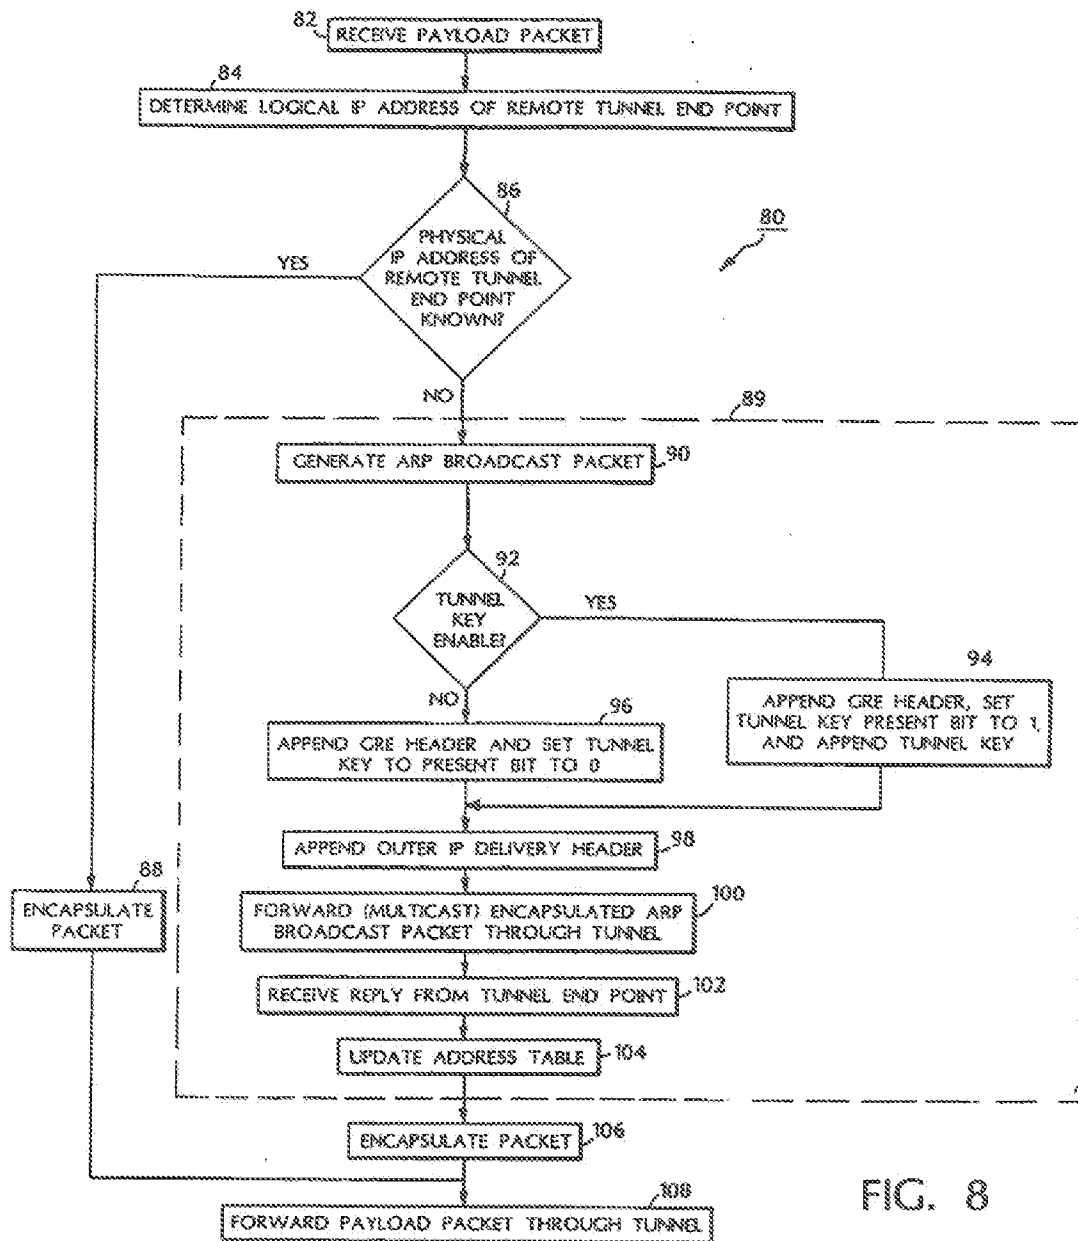 82
RECEIVE PAYLOAD PACKET
84
DETERMINE LOGICAL IP ADDRESS OF REMOTE TUNNEL END POINT
86
PHYSICAL
IP ADDRESS OF
REMOTE TUNNEL
END POINT
KNOWN?
YES
80
NO
89
GENERATE ARP BROADCAST PACKET
90
92
TUNNEL
KEY
ENABLE?
YES
NO
94
APPEND GRE HEADER, SET
TUNNEL KEY PRESENT BIT TO 1,
AND APPEND TUNNEL KEY
96
APPEND GRE HEADER AND SET TUNNEL
KEY TO PRESENT BIT TO 0
APPEND OUTER IP DELIVERY HEADER
98
88
ENCAPSULATE
PACKET
FORWARD (MULTICAST) ENCAPSULATED ARP
BROADCAST PACKET THROUGH TUNNEL
100
RECEIVE REPLY FROM TUNNEL END POINT
102
UPDATE ADDRESS TABLE
104
ENCAPSULATE PACKET
106
108
FORWARD PAYLOAD PACKET THROUGH TUNNEL
FIG. 8